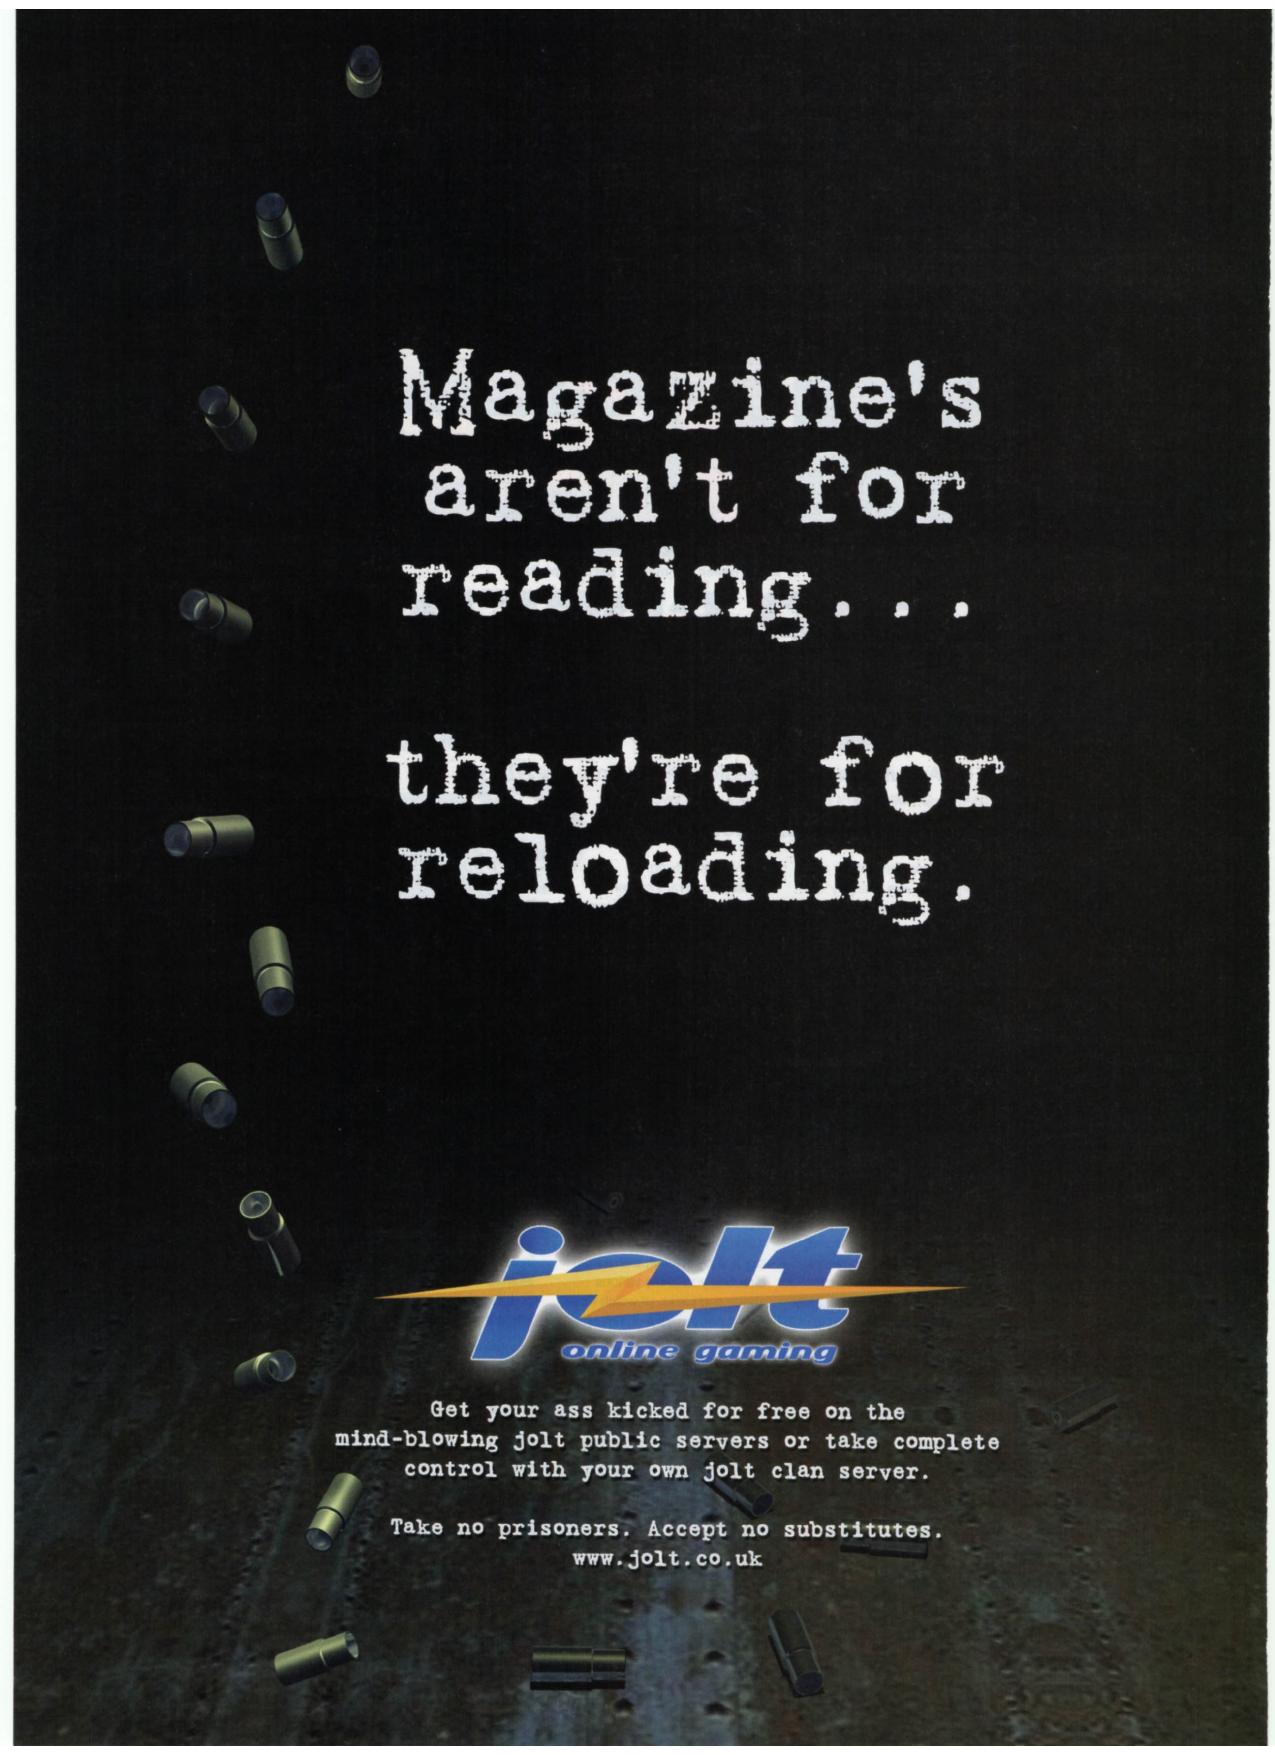 Magazine's
aren't for
reading...
they're for
reloading.
jolt
online gaming
Get your ass kicked for free on the
mind-blowing jolt public servers or take complete
control with your own jolt clan server.
Take no prisoners. Accept no substitutes.
www.jolt.co.uk